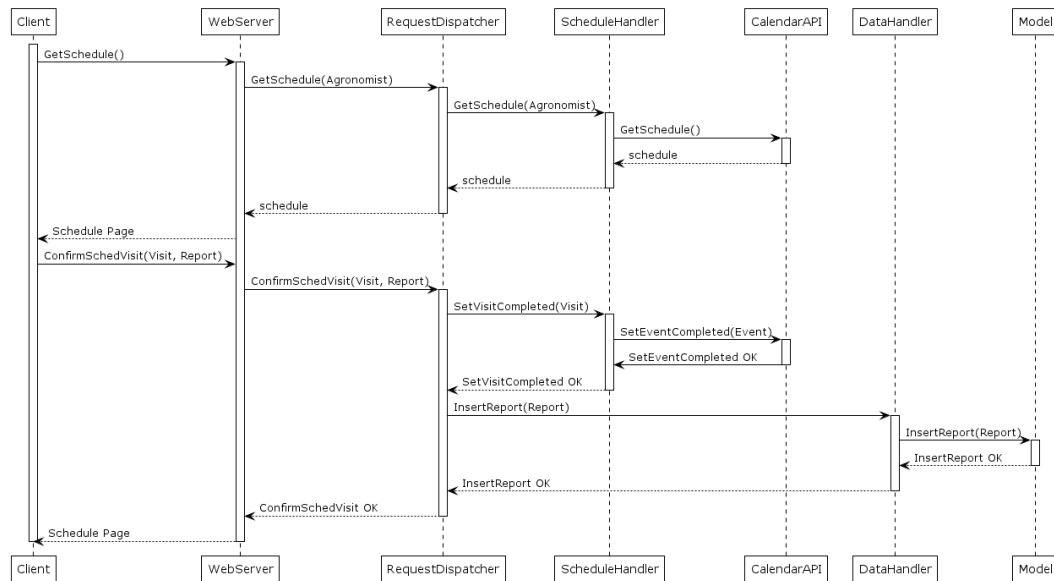 Client
WebServer
RequestDispatcher
ScheduleHandler
CalendarAPI
DataHandler
Model
GetSchedule()
GetSchedule(Agronomist)
GetSchedule(Agronomist)
GetSchedule()
schedule
schedule
schedule
Schedule Page
ConfirmSchedVisit(Visit, Report)
ConfirmSchedVisit(Visit, Report)
SetVisitCompleted(Visit)
SetEventCompleted(Event)
SetEventCompleted OK
SetVisitCompleted OK
InsertReport(Report)
InsertReport(Report)
InsertReport OK
InsertReport OK
ConfirmSchedVisit OK
Schedule Page
Client
WebServer
RequestDispatcher
ScheduleHandler
CalendarAPI
DataHandler
Model